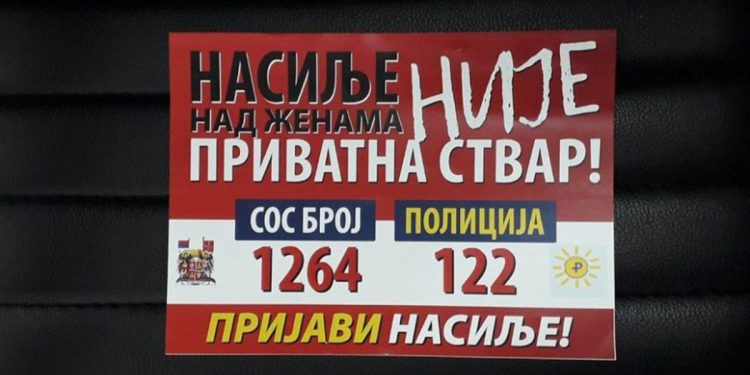 НАСИЉЕ НИЈЕ
НАД ЖЕНАМА
ПРИВАТНА СТВАР!
СОС БРОЈ ПОЛИЦИЈА
1264 122
ПРИЈАВИ НАСИЉЕ!